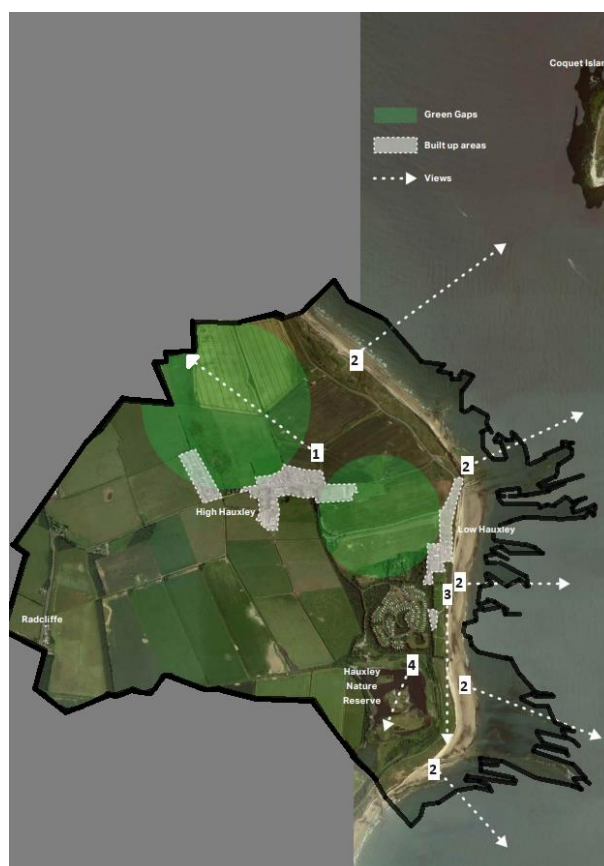 Coquet Islan
Green Gaps
Built up areas
Views
2
2
1
High Hauxley
Low Hauxley
2
3
Radcliffe
4
Hauxley
Nature
Reserve
2
2